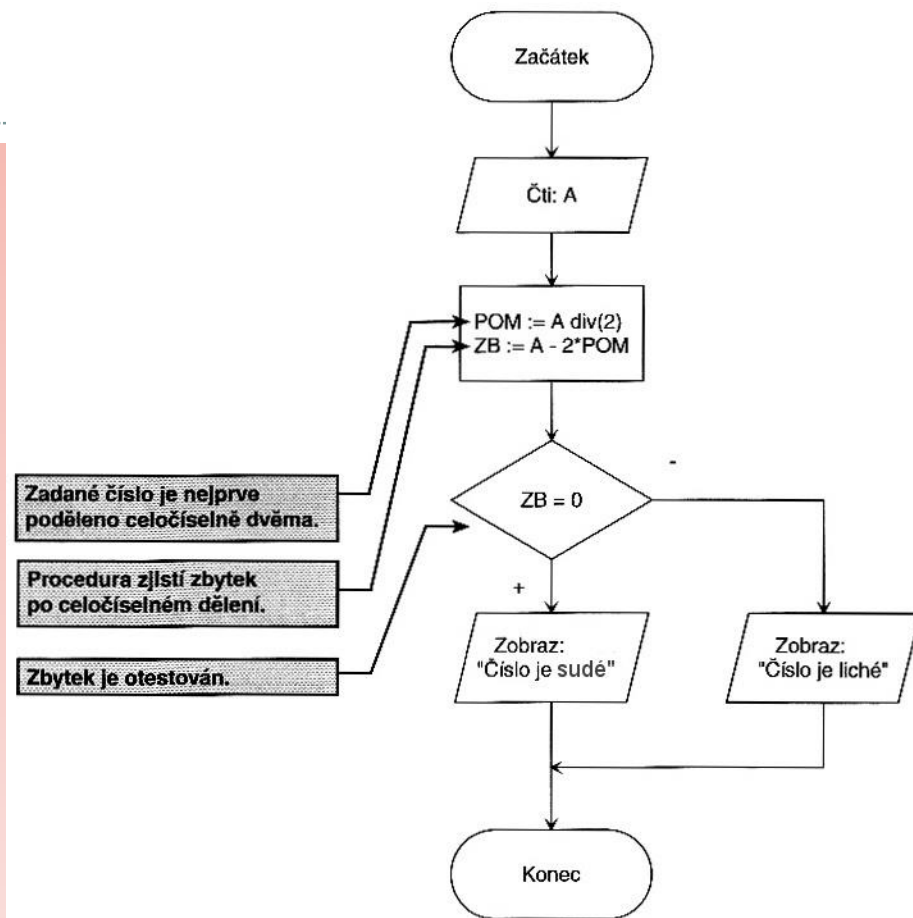 Začátek
Čti: A
POM := A div(2)
ZB := A - 2*POM
-
Zadané číslo je nejprve
poděleno celočíselně dvěma.
ZB = 0
Procedura zjistí zbytek
po celočíselném dělení.
+
Zobraz:
"Číslo je sudé"
Zobraz:
"Číslo je liché"
Zbytek je otestován.
Konec